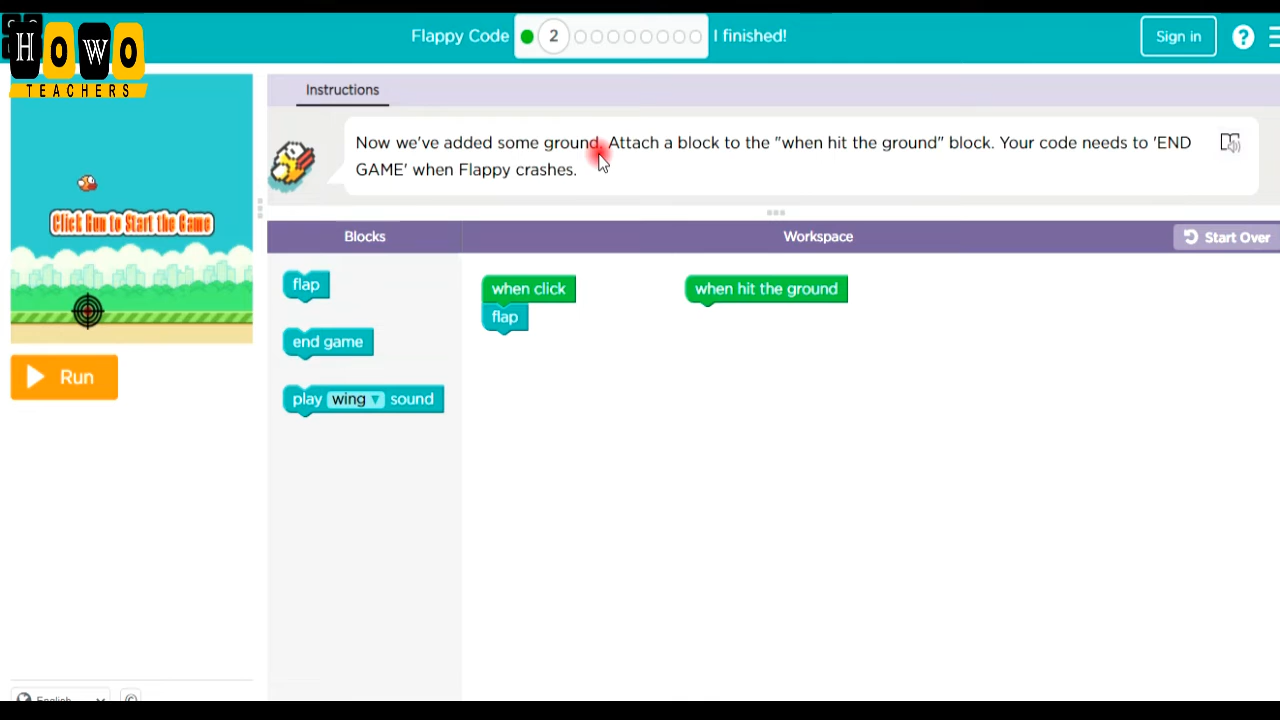 HOWO
TEACHERS
Flappy Code
2
I finished!
Sign in
?
Instructions
Now we've added some ground. Attach a block to the "when hit the ground" block. Your code needs to 'END
GAME' when Flappy crashes.
Click Run to Start the Game
Run
Blocks
Workspace
Start Over
flap
end game
play wing ▼ sound
when click
flap
when hit the ground
English